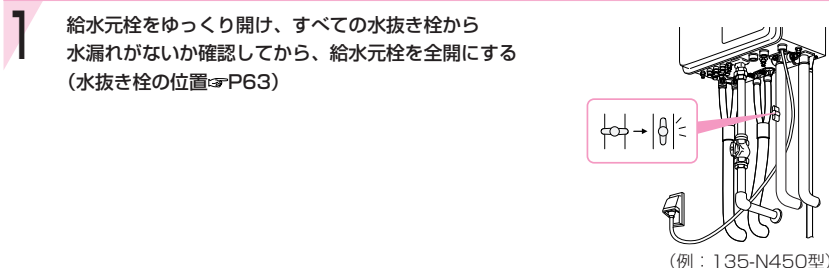 1
給水元栓をゆっくり開け、すべての水抜き栓から
水漏れがないか確認してから、給水元栓を全開にする
（水抜き栓の位置☞P63）
（例：135-N450型）